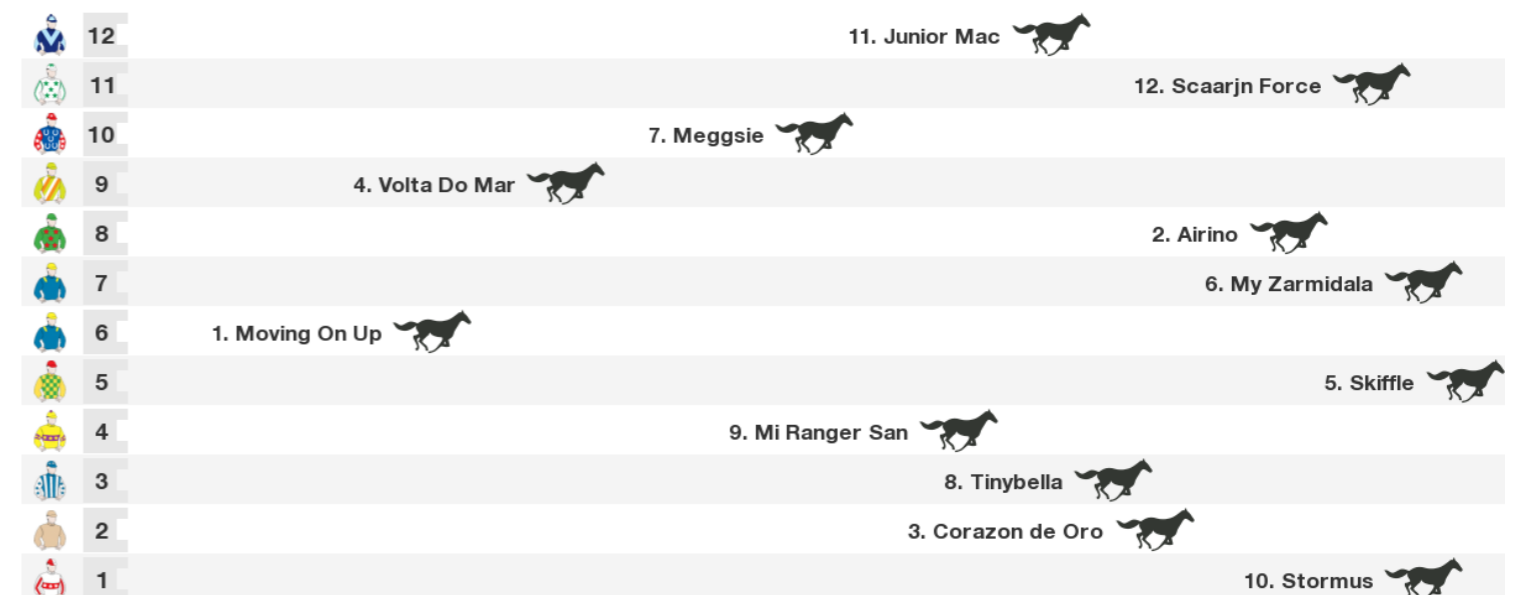 12 11. Junior Mac
11 12. Scaarjn Force
10 7. Meggsie
9 4. Volta Do Mar
8 2. Airino
7 6. My Zarmidala
6 1. Moving On Up
5 5. Skiffle
4 9. Mi Ranger San
3 8. Tinybella
2 3. Corazon de Oro
1 10. Stormus